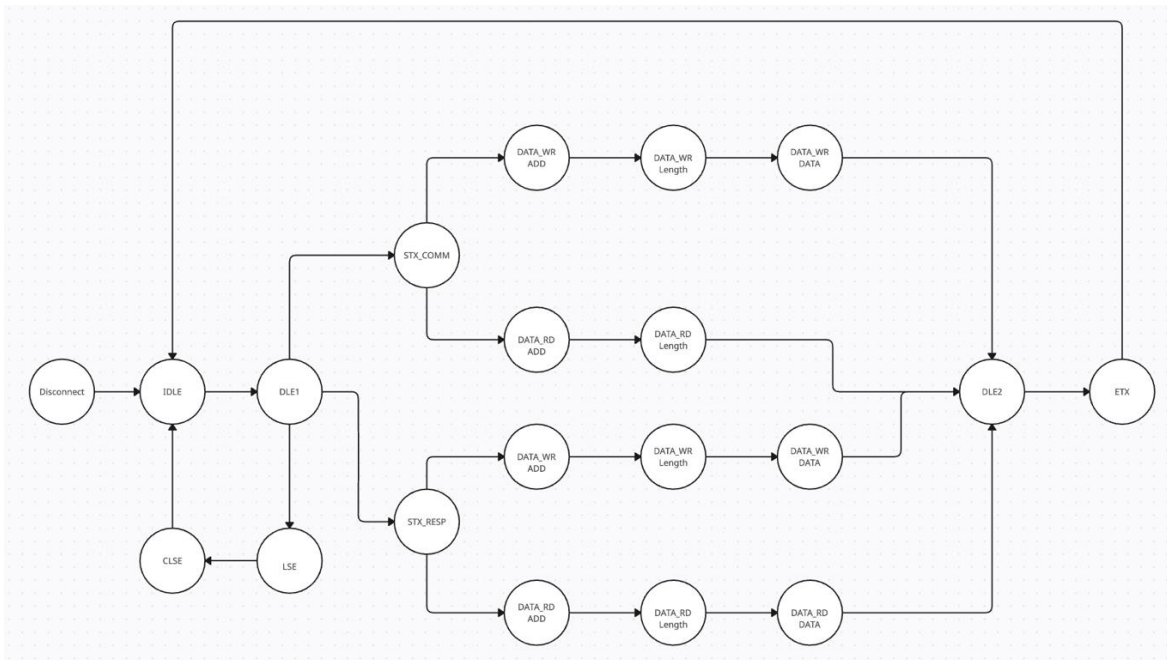 DATA_WR
ADD
DATA_WR
Length
DATA_WR
DATA
STX_COMM
DATA_RD
ADD
DATA_RD
Length
Disconnect
IDLE
DLE1
DLE2
ETX
DATA_WR
ADD
DATA_WR
Length
DATA_WR
DATA
STX_RESP
CLSE
LSE
DATA_RD
ADD
DATA_RD
Length
DATA_RD
DATA